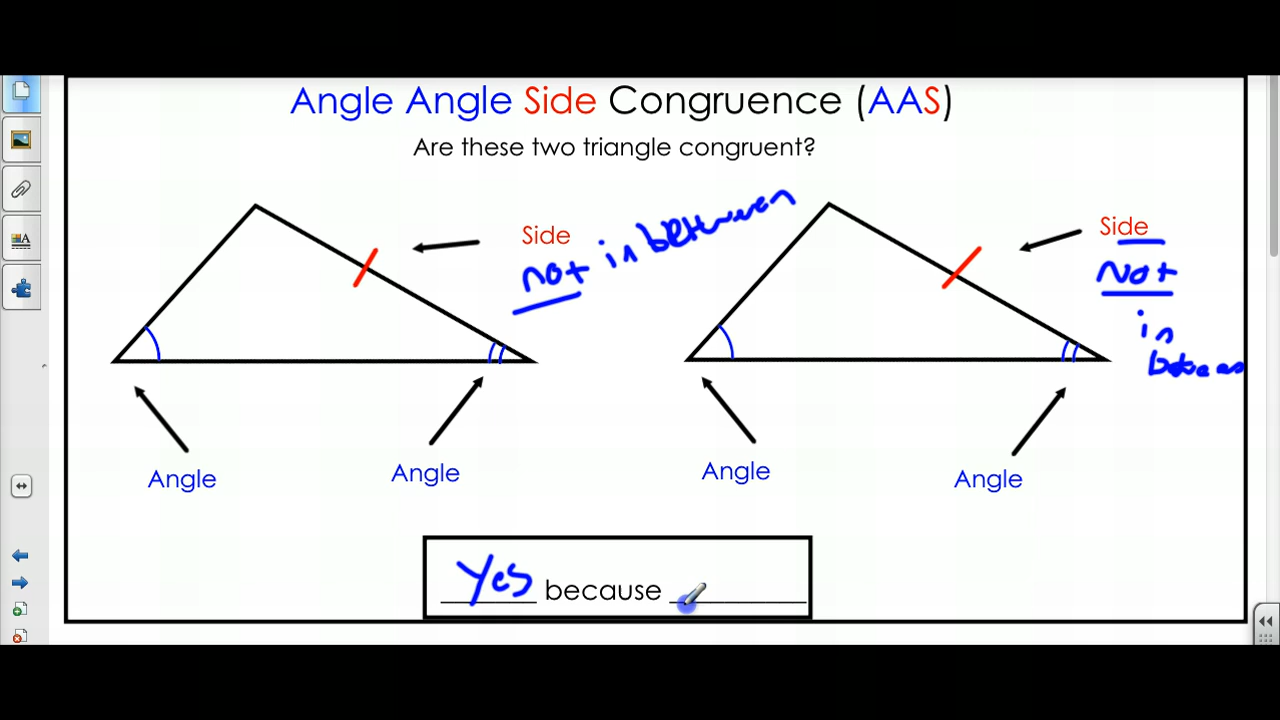 Angle Angle Side Congruence (AAS)
Are these two triangle congruent?
Side
not in between
Side
Not
in
between
Angle
Angle
Angle
Angle
Yes because